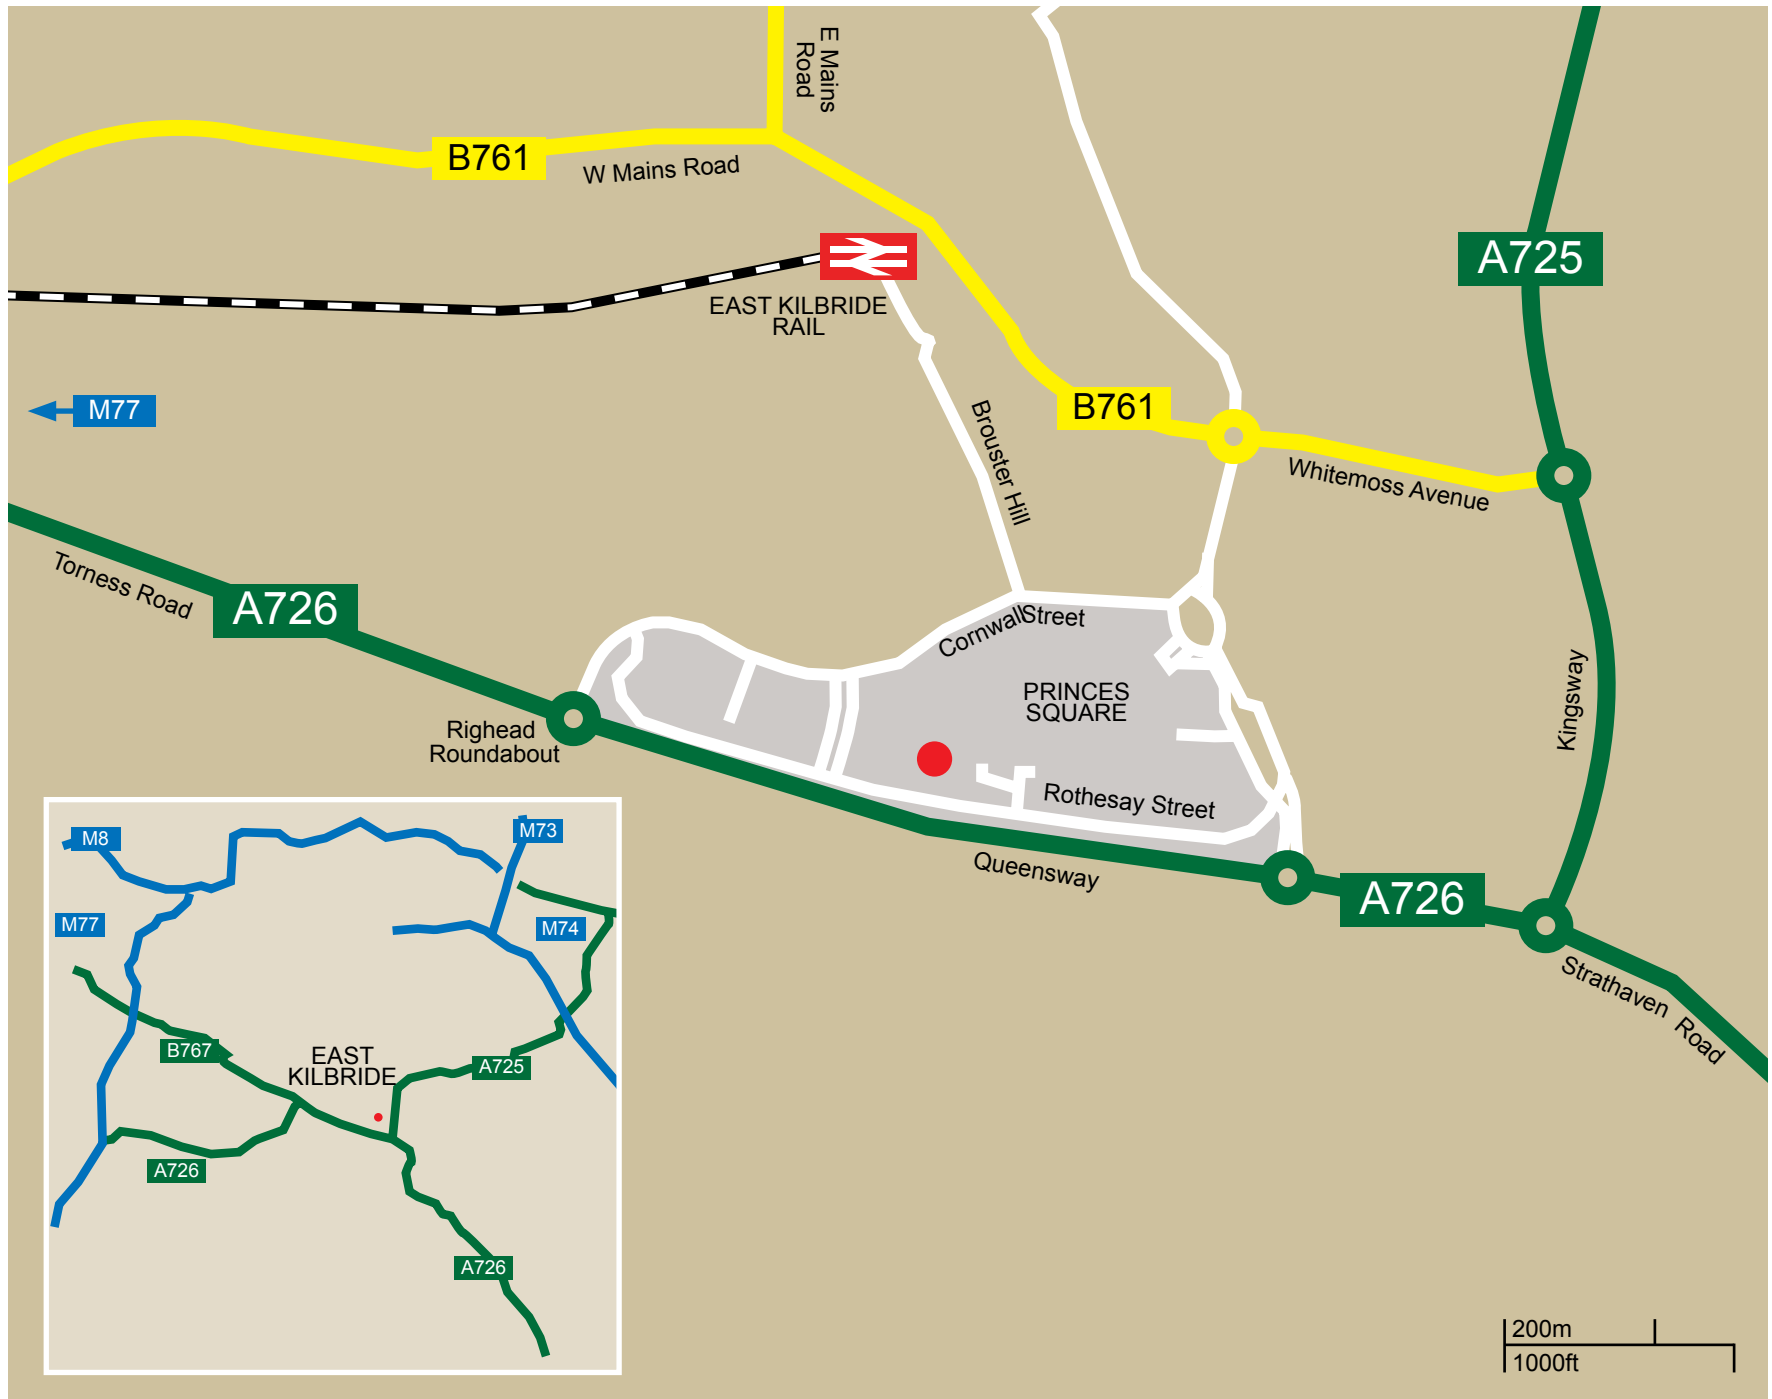 E Mains
Road
B761
W Mains Road
A725
EAST KILBRIDE
RAIL
M77
B761
Brouster Hill
Whitemoss Avenue
Torness Road
A726
Cornwall Street
Kingsway
PRINCES
SQUARE
Righead
Roundabout
Rothesay Street
Queensway
A726
Strathaven Road
M8
M73
M77
M74
B767
EAST
KILBRIDE
A725
A726
A726
200m
1000ft